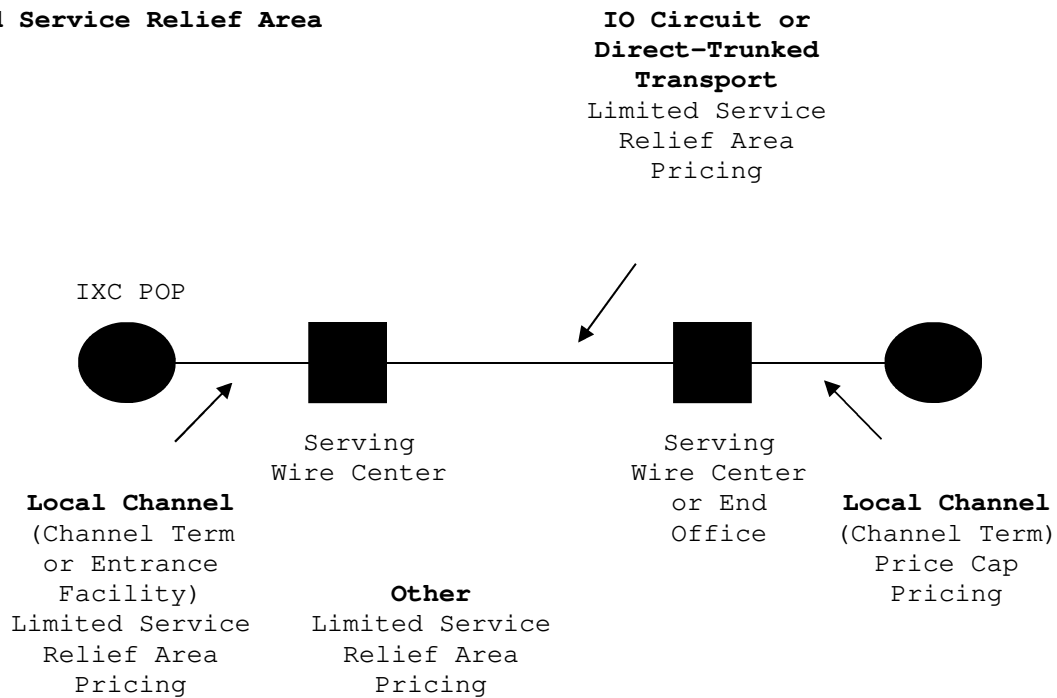 Service Relief Area
IO Circuit or
Direct-Trunked
Transport
Limited Service
Relief Area
Pricing
IXC POP
Serving
Wire Center
Serving
Wire Center
or End
Office
Local Channel
(Channel Term
or Entrance
Facility)
Limited Service
Relief Area
Pricing
Other
Limited Service
Relief Area
Pricing
Local Channel
(Channel Term)
Price Cap
Pricing